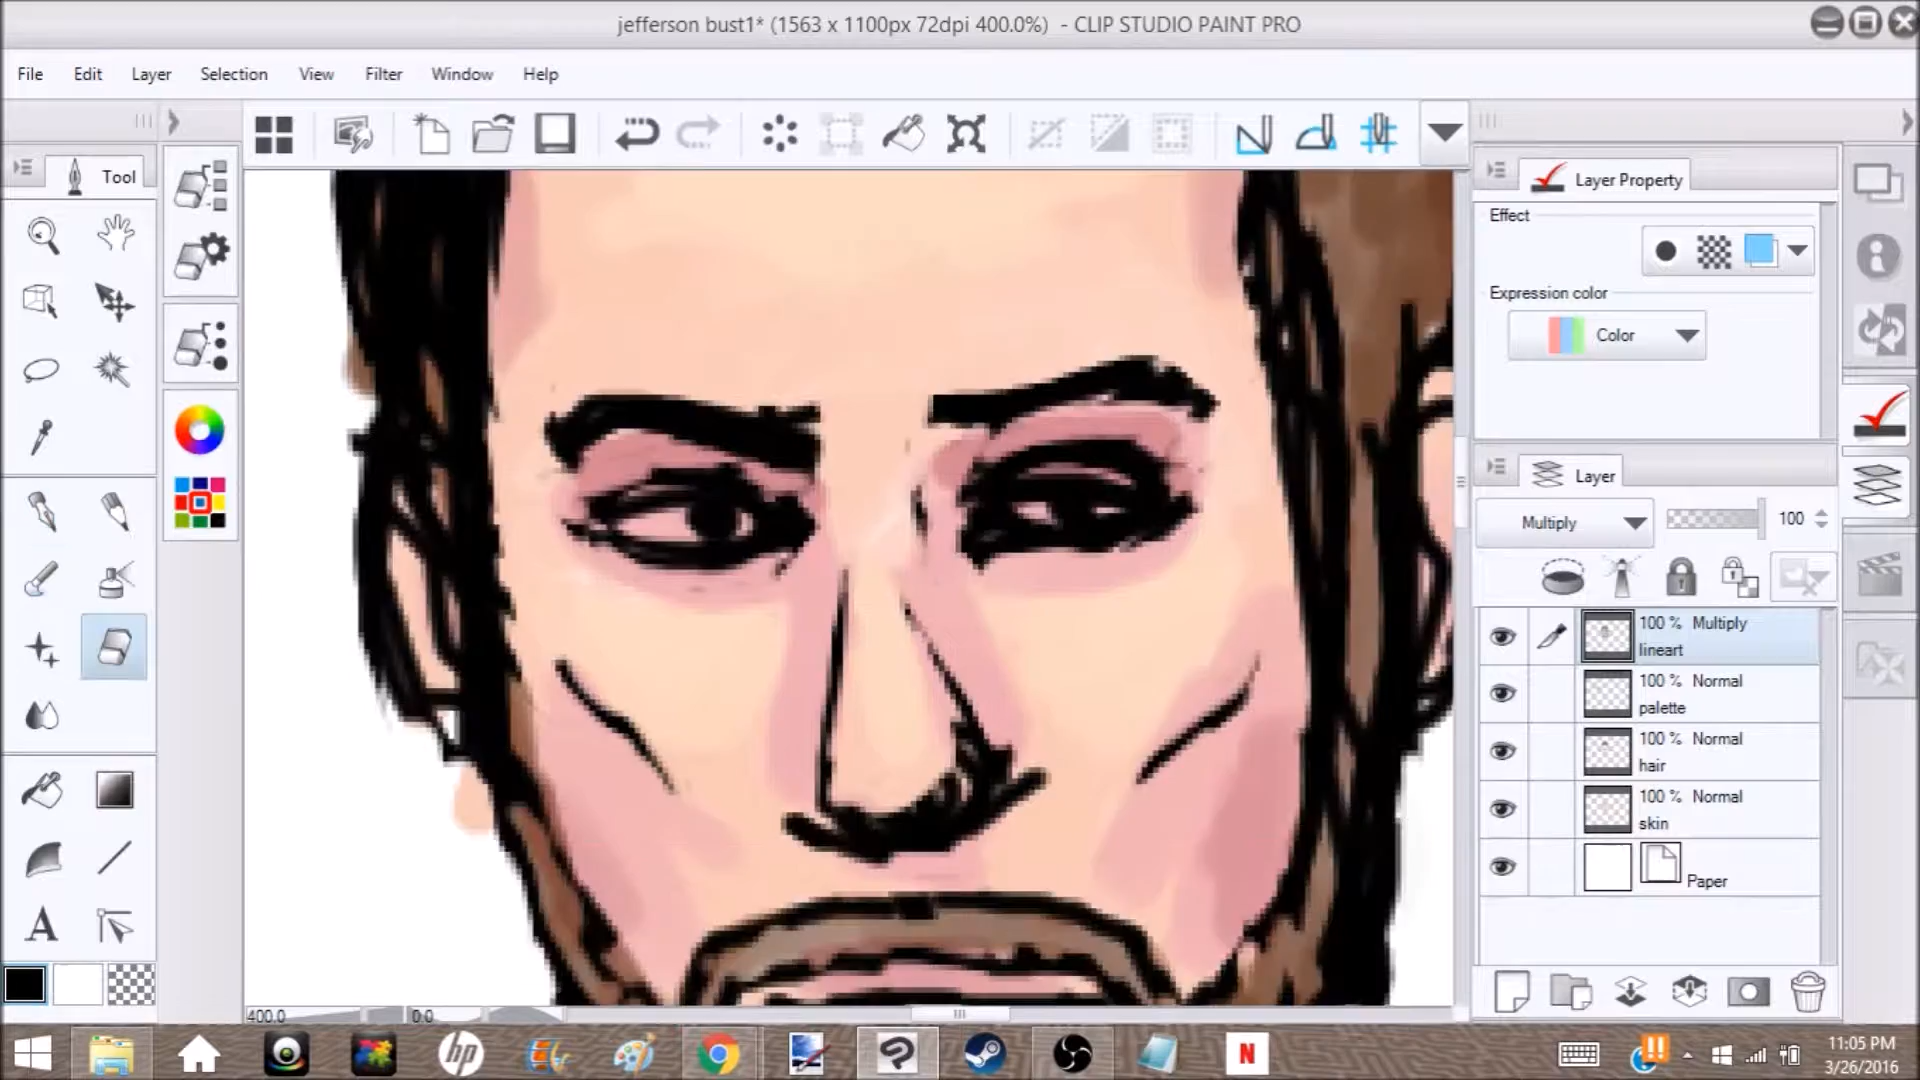 jefferson bust1* (1563 x 1100px 72dpi 400.0%) - CLIP STUDIO PAINT PRO
File Edit Layer Selection View Filter Window Help
Tool
Layer Property
Effect
Expression color
Color
Layer
Multiply 100
100 % Multiply
lineart
100 % Normal
palette
100 % Normal
hair
100 % Normal
skin
Paper
A
400.0 0.0
hp
N
11:05 PM
3/26/2016